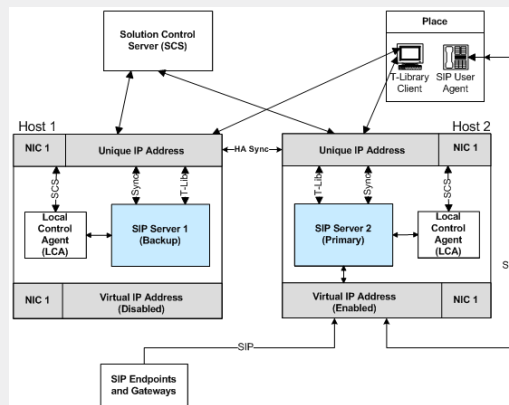 Solution Control
Server (SCS)
Place
T-Library
Client
SIP User
Agent
Host 1
Host 2
NIC 1
Unique IP Address
HA Sync
Unique IP Address
NIC 1
SCS
Sync
T-Lib
T-Lib
Sync
SCS
Local
Control
Agent
(LCA)
SIP Server 1
(Backup)
SIP Server 2
(Primary)
Local
Control
Agent
(LCA)
S
NIC 1
Virtual IP Address
(Disabled)
Virtual IP Address
(Enabled)
NIC 1
SIP
SIP Endpoints
and Gateways